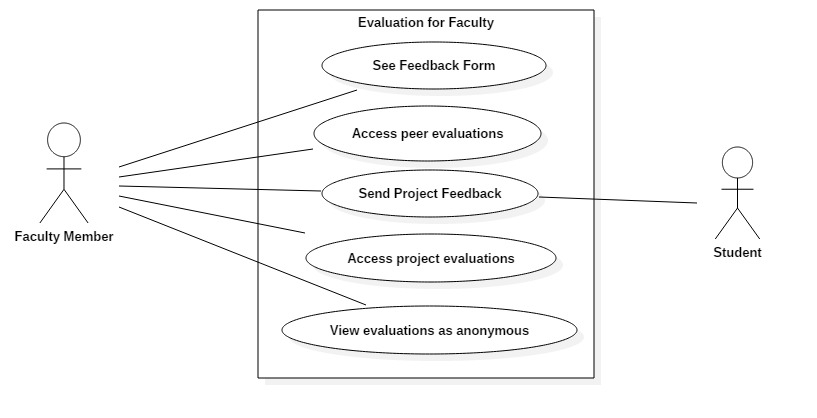 Evaluation for Faculty
See Feedback Form
Access peer evaluations
Send Project Feedback
Access project evaluations
View evaluations as anonymous
Faculty Member
Student